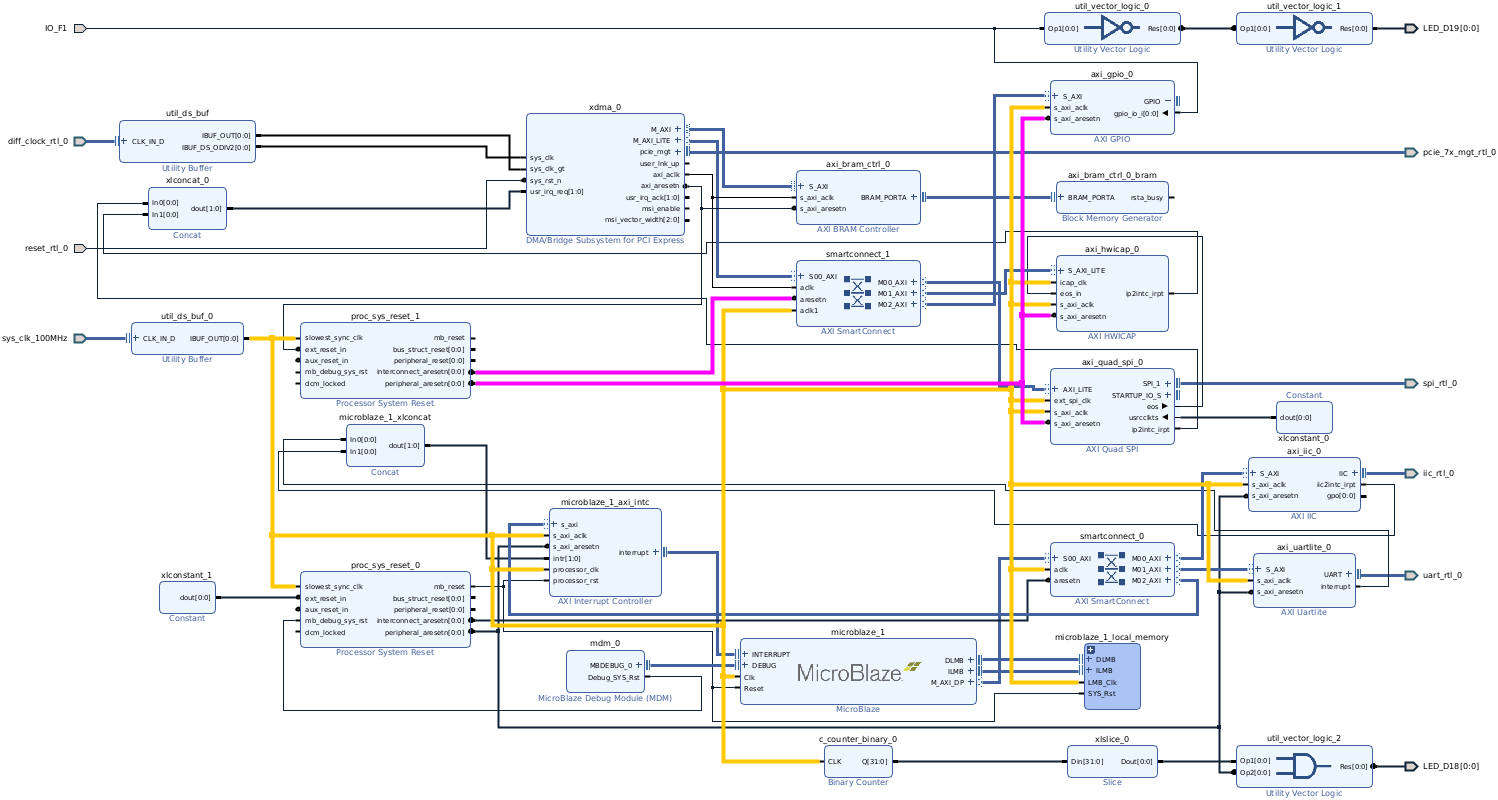 IO_F1
util_vector_logic_0
Op1[0:0]
Res[0:0]
Utility Vector Logic
util_vector_logic_1
Op1[0:0]
Res[0:0]
Utility Vector Logic
LED_D19[0:0]
axi_gpio_0
S_AXI
s_axi_aclk
s_axi_aresetn
GPIO
gpio_io_i[0:0]
AXI GPIO
diff_clock_rtl_0
util_ds_buf
CLK_IN_D
IBUF_OUT[0:0]
IBUF_DS_ODIV2[0:0]
Utility Buffer
xdma_0
sys_clk
sys_clk_gt
sys_rst_n
usr_irq_req[1:0]
M_AXI
M_AXI_LITE
pcie_mgt
user_lnk_up
axi_aclk
axi_aresetn
usr_irq_ack[1:0]
msi_enable
msi_vector_width[2:0]
DMA/Bridge Subsystem for PCI Express
pcie_7x_mgt_rtl_0
xlconcat_0
In0[0:0]
In1[0:0]
dout[1:0]
Concat
reset_rtl_0
axi_bram_ctrl_0
S_AXI
s_axi_aclk
s_axi_aresetn
BRAM_PORTA
AXI BRAM Controller
axi_bram_ctrl_0_bram
BRAM_PORTA
rsta_busy
Block Memory Generator
smartconnect_1
S00_AXI
aclk
aresetn
aclk1
M00_AXI
M01_AXI
M02_AXI
AXI SmartConnect
axi_hwicap_0
S_AXI_LITE
icap_clk
eos_in
s_axi_aclk
s_axi_aresetn
ip2intc_irpt
AXI HWICAP
sys_clk_100MHz
util_ds_buf_0
CLK_IN_D
IBUF_OUT[0:0]
Utility Buffer
proc_sys_reset_1
slowest_sync_clk
ext_reset_in
aux_reset_in
mb_debug_sys_rst
dcm_locked
mb_reset
bus_struct_reset[0:0]
peripheral_reset[0:0]
interconnect_aresetn[0:0]
peripheral_aresetn[0:0]
Processor System Reset
axi_quad_spi_0
AXI_LITE
ext_spi_clk
s_axi_aclk
s_axi_aresetn
SPI_1
STARTUP_IO_S
eos
usrcclkts
ip2intc_irpt
AXI Quad SPI
spi_rtl_0
Constant
dout[0:0]
xlconstant_0
microblaze_1_xlconcat
In0[0:0]
In1[0:0]
dout[1:0]
Concat
axi_iic_0
S_AXI
s_axi_aclk
s_axi_aresetn
IIC
iic2intc_irpt
gpo[0:0]
AXI IIC
iic_rtl_0
microblaze_1_axi_intc
s_axi
s_axi_aclk
s_axi_aresetn
intr[1:0]
processor_clk
processor_rst
interrupt
AXI Interrupt Controller
smartconnect_0
S00_AXI
aclk
aresetn
M00_AXI
M01_AXI
M02_AXI
AXI SmartConnect
axi_uartlite_0
S_AXI
s_axi_aclk
s_axi_aresetn
UART
interrupt
AXI Uartlite
uart_rtl_0
xlconstant_1
dout[0:0]
Constant
proc_sys_reset_0
slowest_sync_clk
ext_reset_in
aux_reset_in
mb_debug_sys_rst
dcm_locked
mb_reset
bus_struct_reset[0:0]
peripheral_reset[0:0]
interconnect_aresetn[0:0]
peripheral_aresetn[0:0]
Processor System Reset
mdm_0
MBDEBUG_0
Debug_SYS_Rst
MicroBlaze Debug Module (MDM)
microblaze_1
INTERRUPT
DEBUG
Clk
Reset
MicroBlaze
DLMB
ILMB
M_AXI_DP
MicroBlaze
microblaze_1_local_memory
DLMB
ILMB
LMB_Clk
SYS_Rst
c_counter_binary_0
CLK
Q[31:0]
Binary Counter
xlslice_0
Din[31:0]
Dout[0:0]
Slice
util_vector_logic_2
Op1[0:0]
Op2[0:0]
Res[0:0]
Utility Vector Logic
LED_D18[0:0]